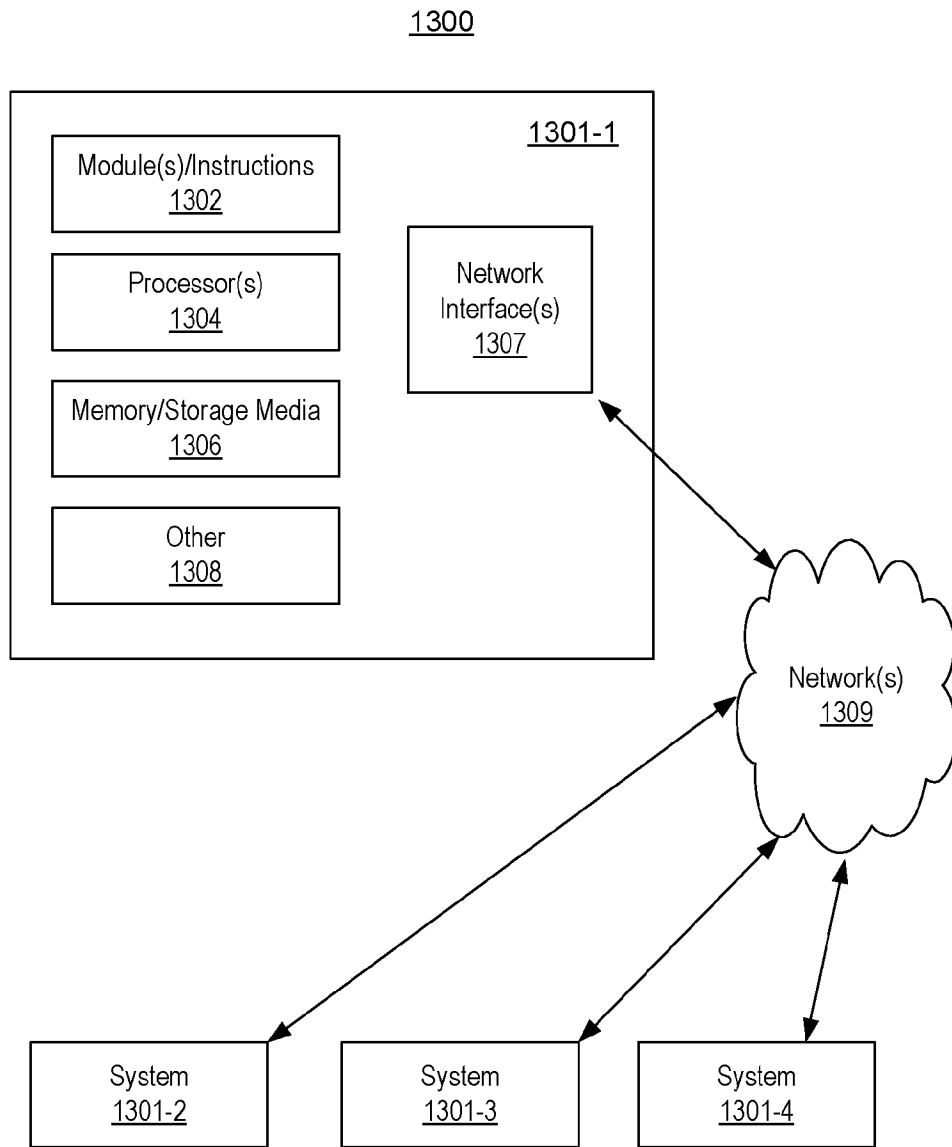 1300
1301-1
Module(s)/Instructions
1302
Processor(s)
1304
Network
Interface(s)
1307
Memory/Storage Media
1306
Other
1308
Network(s)
1309
System
1301-2
System
1301-3
System
1301-4